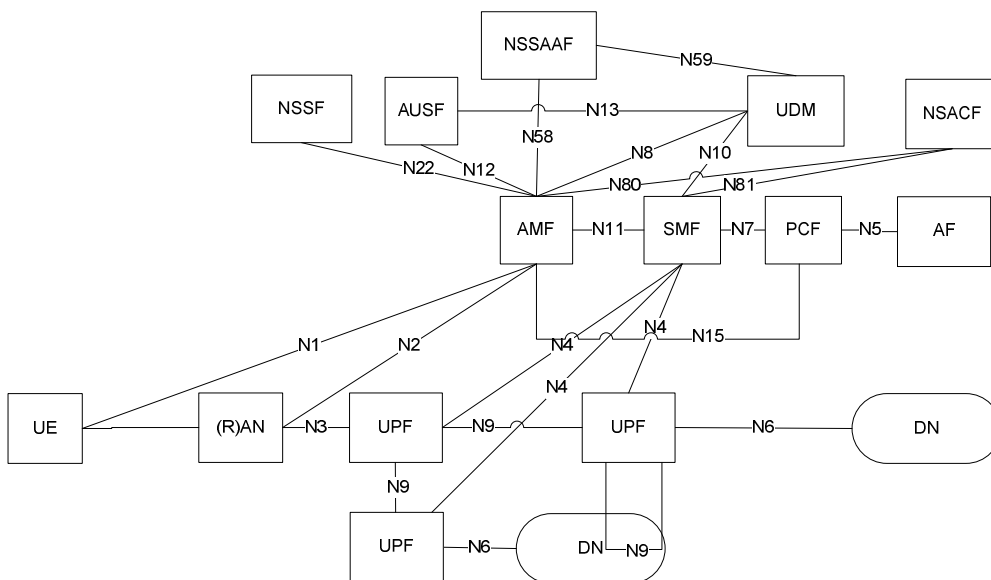 NSSAAF
N59
NSSF
AUSF
N13
UDM
NSACF
N58
N22
N12
N8
N10
N80
N81
AMF
N11
SMF
N7
PCF
N5
AF
N1
N2
N4
N4
N15
N4
UE
(R)AN
N3
UPF
N9
UPF
N6
DN
N9
UPF
N6
DN
N9